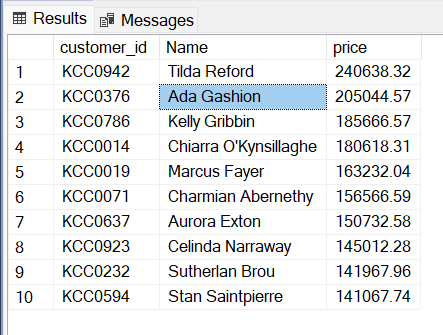 Results Messages
customer_id Name price
1 KCC0942 Tilda Reford 240638.32
2 KCC0376 Ada Gashion 205044.57
3 KCC0786 Kelly Gribbin 185666.57
4 KCC0014 Chiarra O'Kynsillaghe 180618.31
5 KCC0019 Marcus Fayer 163232.04
6 KCC0071 Charmian Abernethy 156566.59
7 KCC0637 Aurora Exton 150732.58
8 KCC0923 Celinda Narraway 145012.28
9 KCC0232 Sutherlan Brou 141967.96
10 KCC0594 Stan Saintpierre 141067.74